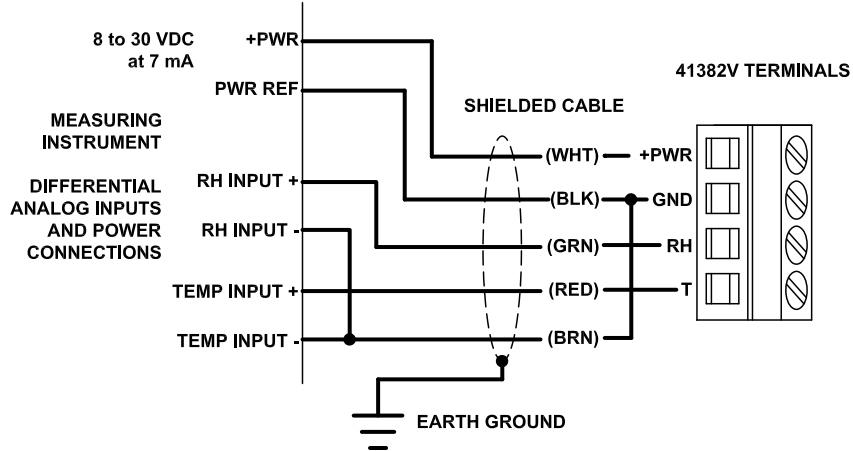 8 to 30 VDC
at 7 mA
+PWR
PWR REF
MEASURING
INSTRUMENT
DIFFERENTIAL
ANALOG INPUTS
AND POWER
CONNECTIONS
RH INPUT +
RH INPUT -
TEMP INPUT +
TEMP INPUT -
SHIELDED CABLE
(WHT)
(BLK)
(GRN)
(RED)
(BRN)
41382V TERMINALS
+PWR
GND
RH
T
EARTH GROUND